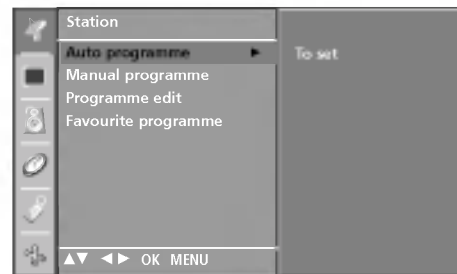 Station
Auto programme ► To set
Manual programme
Programme edit
Favourite programme
▲▼ ◄► OK MENU